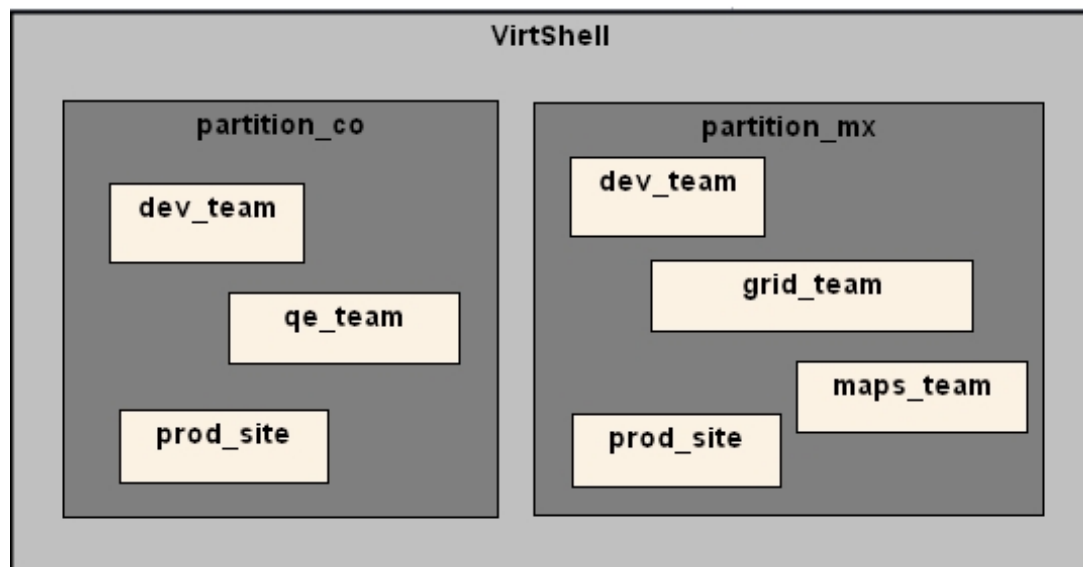 VirtShell
partition_co
dev_team
qe_team
prod_site
partition_mx
dev_team
grid_team
maps_team
prod_site